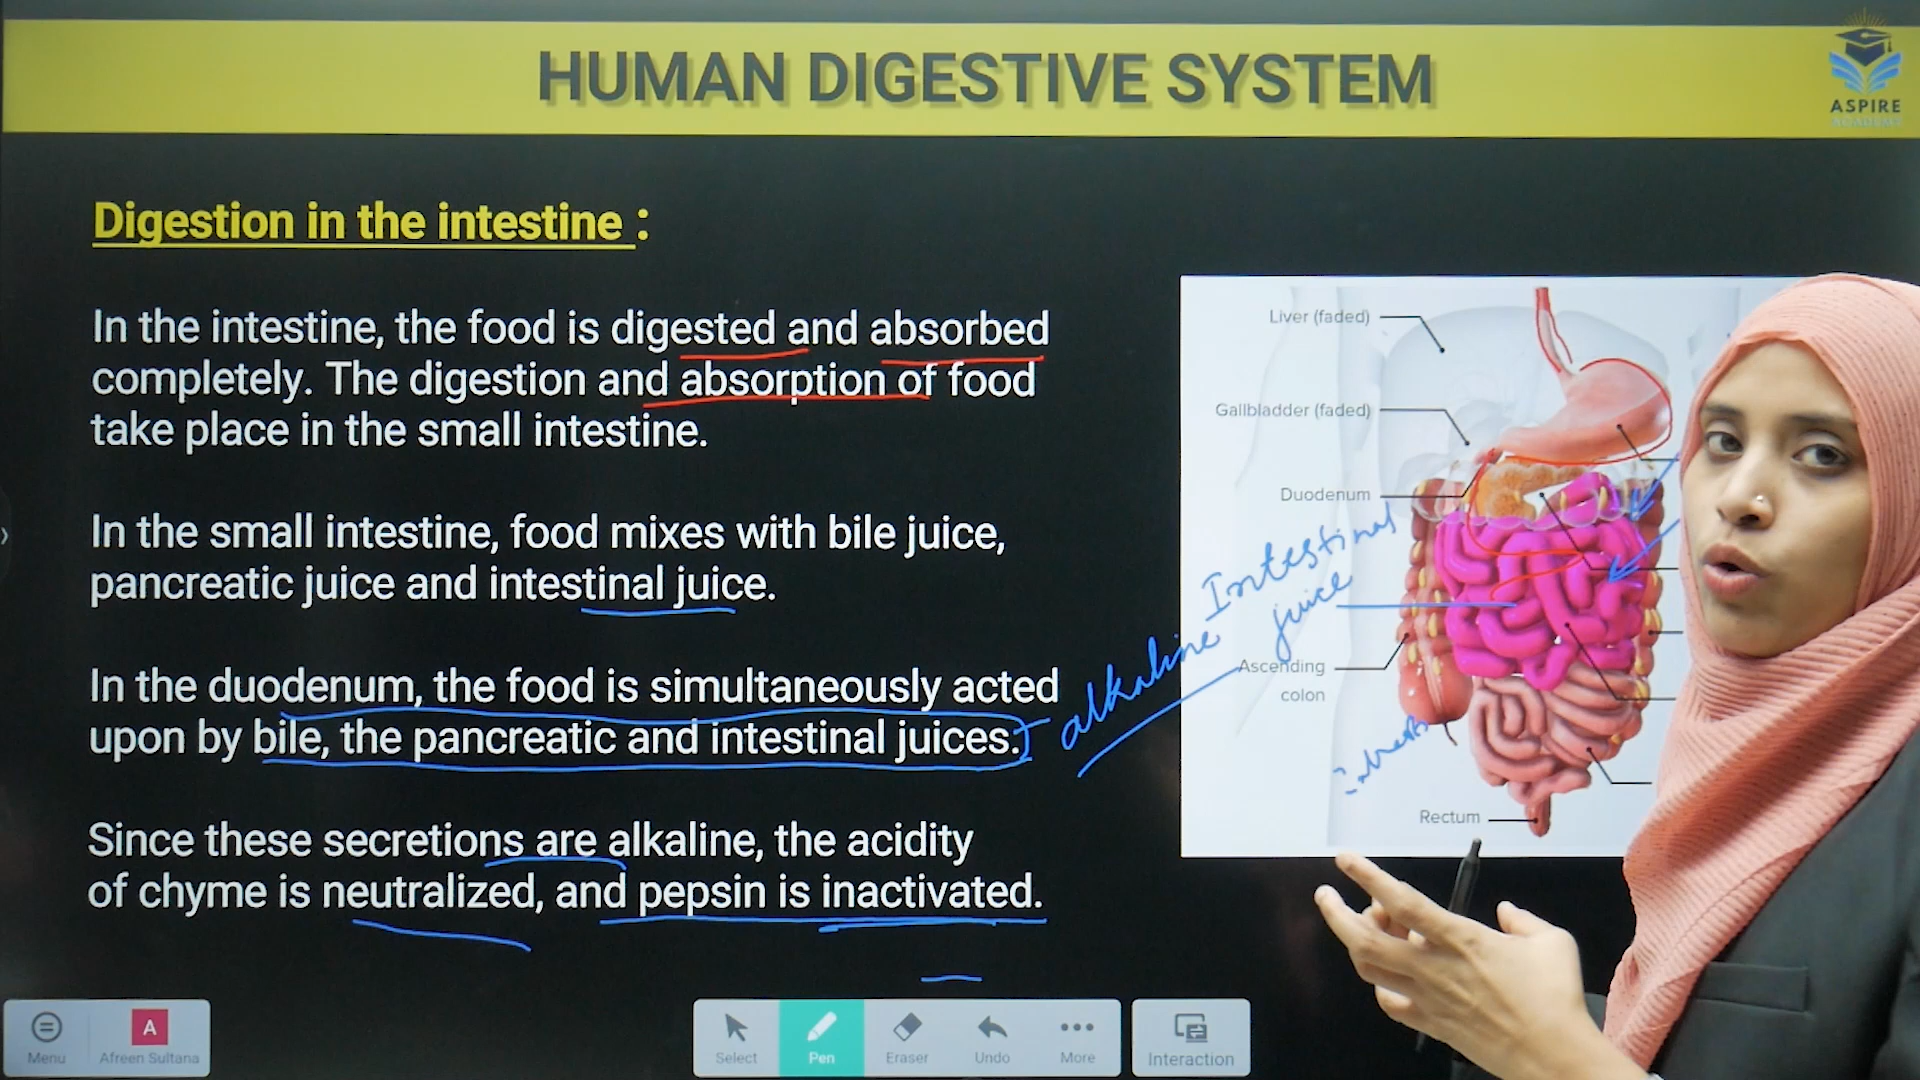 HUMAN DIGESTIVE SYSTEM
ASPIRE
ACADEMY
Digestion in the intestine :
In the intestine, the food is digested and absorbed
completely. The digestion and absorption of food
take place in the small intestine.
In the small intestine, food mixes with bile juice,
pancreatic juice and intestinal juice.
In the duodenum, the food is simultaneously acted
upon by bile, the pancreatic and intestinal juices.
Since these secretions are alkaline, the acidity
of chyme is neutralized, and pepsin is inactivated.
Liver (faded)
Gallbladder (faded)
Duodenum
Intestinal
juice
alkaline
Ascending
colon
Rectum
Menu
A
Afreen Sultana
Select
Pen
Eraser
Undo
More
Interaction